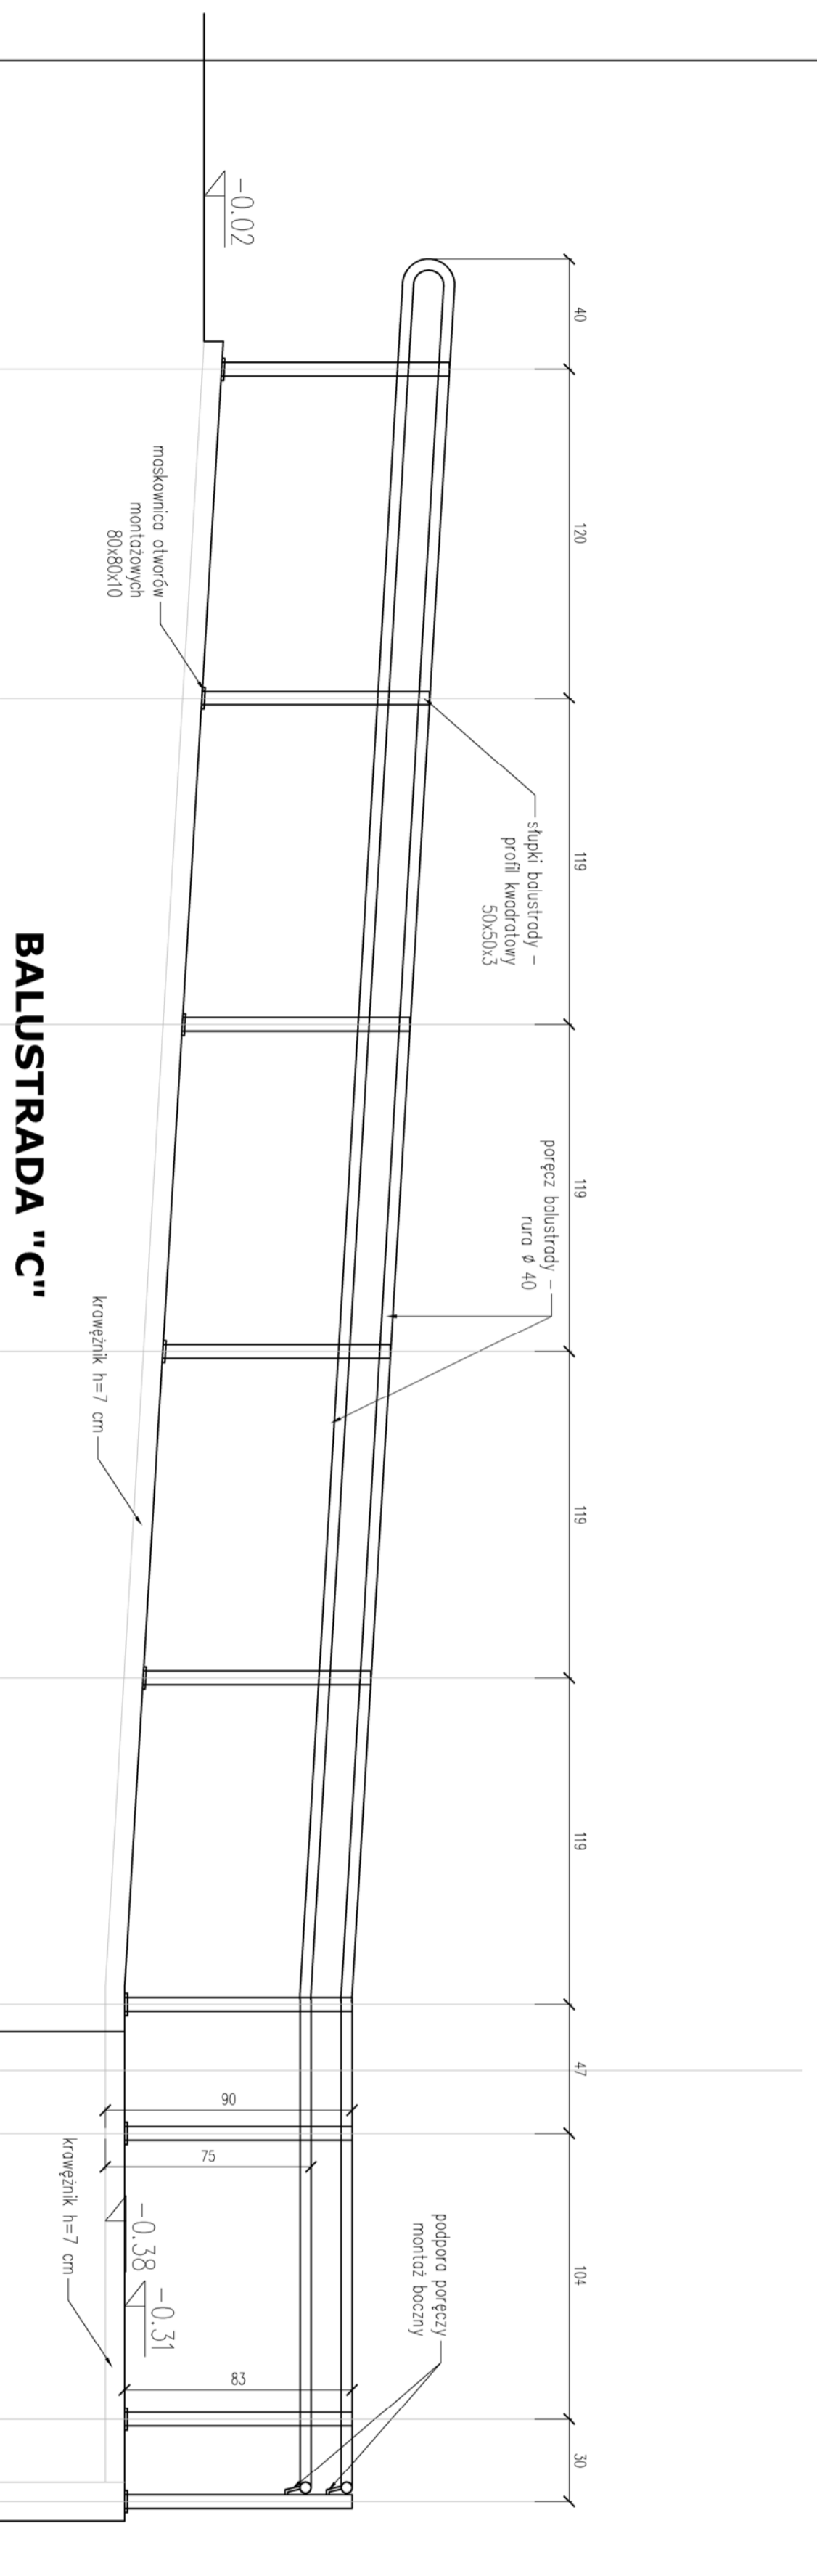 40
120
119
119
119
119
47
104
30
-0.02
słupki balustrady –
profil kwadratowy
50x50x3
poręcz balustrady –
rura Ø 40
podpora poręczy
montaż boczny
maskownica otworów
montażowych
80x80x10
90
75
83
-0.38
-0.31
krawężnik h=7 cm
krawężnik h=7 cm
BALUSTRADA "C"